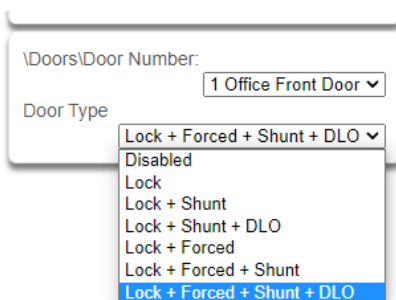 \Doors\Door Number:
1 Office Front Door
Door Type
Lock + Forced + Shunt + DLO
Disabled
Lock
Lock + Shunt
Lock + Shunt + DLO
Lock + Forced
Lock + Forced + Shunt
Lock + Forced + Shunt + DLO